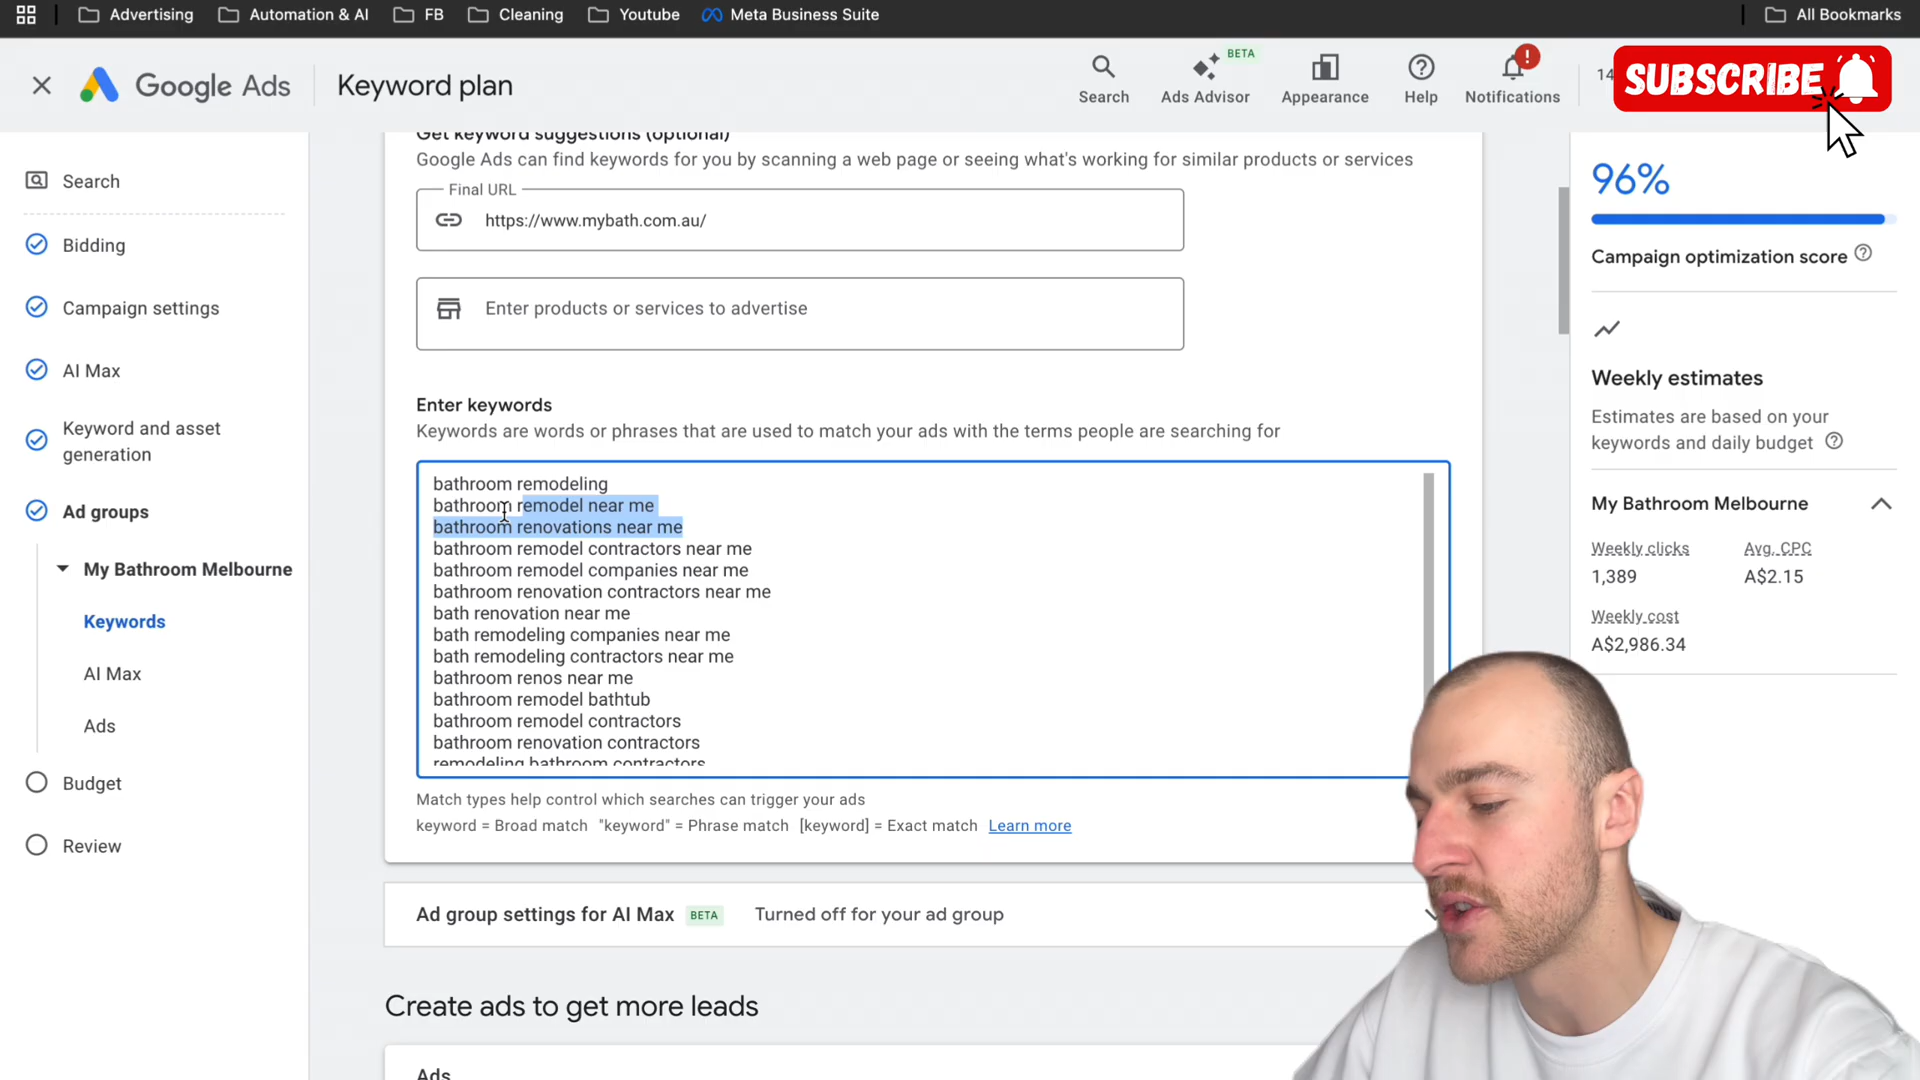 Advertising
Automation & AI
FB
Cleaning
Youtube
Meta Business Suite
All Bookmarks
Google Ads
Keyword plan
Search
BETA
Ads Advisor
Appearance
Help
!
Notifications
14
SUBSCRIBE
Search
Bidding
Campaign settings
AI Max
Keyword and asset
generation
Ad groups
My Bathroom Melbourne
Keywords
AI Max
Ads
Budget
Review
Get keyword suggestions (optional)
Google Ads can find keywords for you by scanning a web page or seeing what's working for similar products or services
Final URL
https://www.mybath.com.au/
Enter products or services to advertise
Enter keywords
Keywords are words or phrases that are used to match your ads with the terms people are searching for
bathroom remodeling
bathroom remodel near me
bathroom renovations near me
bathroom remodel contractors near me
bathroom remodel companies near me
bathroom renovation contractors near me
bath renovation near me
bath remodeling companies near me
bath remodeling contractors near me
bathroom renos near me
bathroom remodel bathtub
bathroom remodel contractors
bathroom renovation contractors
remodeling bathroom contractors
Match types help control which searches can trigger your ads
keyword = Broad match "keyword" = Phrase match [keyword] = Exact match Learn more
Ad group settings for AI Max BETA Turned off for your ad group
Create ads to get more leads
Ads
96%
Campaign optimization score
Weekly estimates
Estimates are based on your
keywords and daily budget
My Bathroom Melbourne
Weekly clicks Avg. CPC
1,389 A$2.15
Weekly cost
A$2,986.34